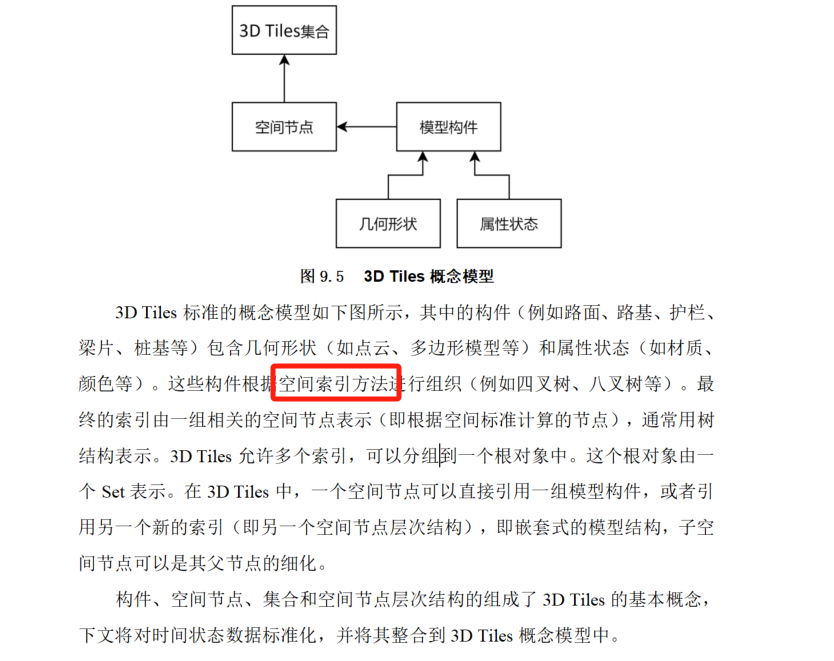 3D Tiles集合
空间节点
模型构件
几何形状
属性状态
图 9.5 3D Tiles 概念模型
3D Tiles 标准的概念模型如下图所示，其中的构件（例如路面、路基、护栏、
梁片、桩基等）包含几何形状（如点云、多边形模型等）和属性状态（如材质、
颜色等）。这些构件根据空间索引方法进行组织（例如四叉树、八叉树等）。最
终的索引由一组相关的空间节点表示（即根据空间标准计算的节点），通常用树
结构表示。3D Tiles 允许多个索引，可以分组到一个根对象中。这个根对象由一
个 Set 表示。在 3D Tiles 中，一个空间节点可以直接引用一组模型构件，或者引
用另一个新的索引（即另一个空间节点层次结构），即嵌套式的模型结构，子空
间节点可以是其父节点的细化。
构件、空间节点、集合和空间节点层次结构的组成了 3D Tiles 的基本概念，
下文将对时间状态数据标准化，并将其整合到 3D Tiles 概念模型中。